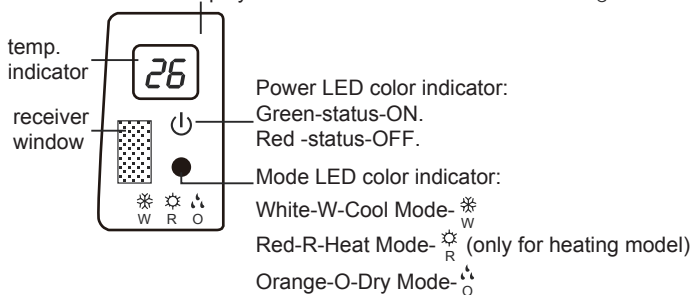 temp.
indicator
26
receiver
window
W R O
Power LED color indicator:
Green-status-ON.
Red -status-OFF.
Mode LED color indicator:
White-W-Cool Mode- W
Red-R-Heat Mode- R (only for heating model)
Orange-O-Dry Mode- O